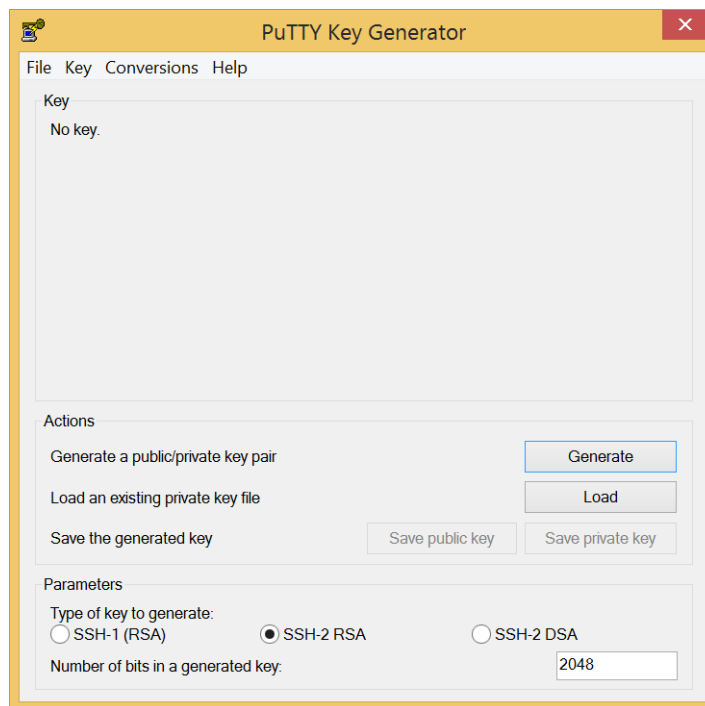 PuTTY Key Generator
File Key Conversions Help
Key
No key.
Actions
Generate a public/private key pair Generate
Load an existing private key file Load
Save the generated key Save public key Save private key
Parameters
Type of key to generate:
SSH-1 (RSA) SSH-2 RSA SSH-2 DSA
Number of bits in a generated key: 2048